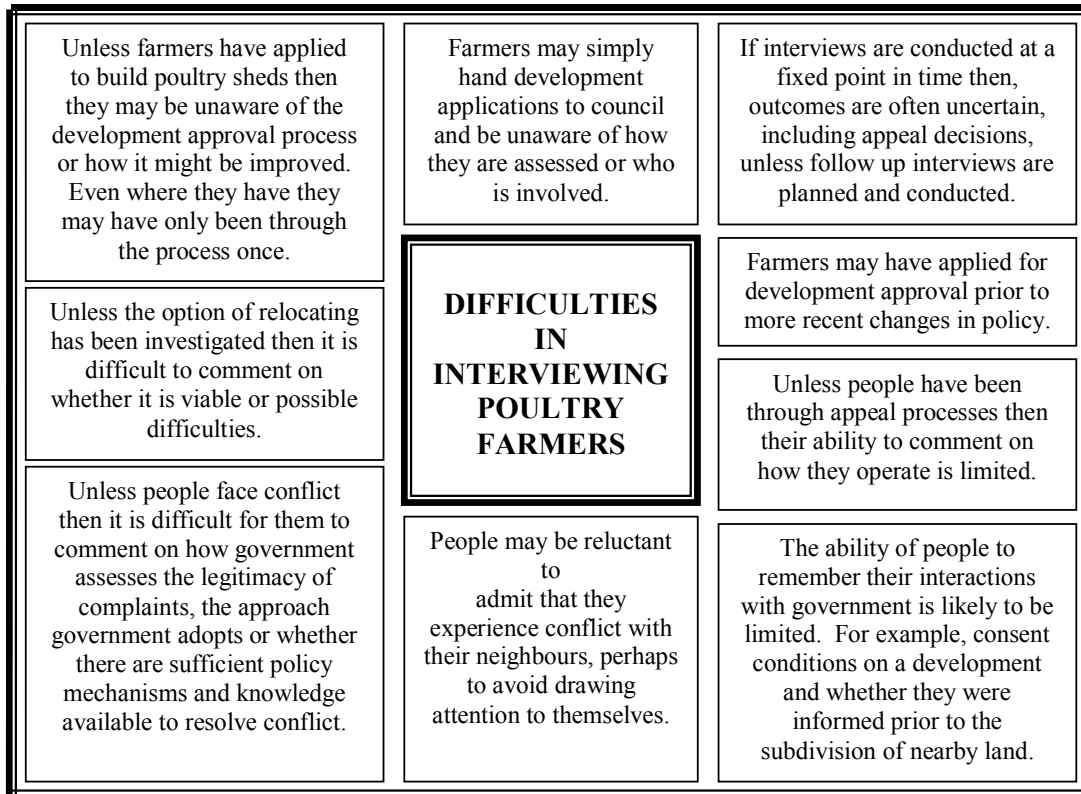 Unless farmers have applied
to build poultry sheds then
they may be unaware of the
development approval process
or how it might be improved.
Even where they have they
may have only been through
the process once.
Unless the option of relocating
has been investigated then it is
difficult to comment on
whether it is viable or possible
difficulties.
Unless people face conflict
then it is difficult for them to
comment on how government
assesses the legitimacy of
complaints, the approach
government adopts or whether
there are sufficient policy
mechanisms and knowledge
available to resolve conflict.
Farmers may simply
hand development
applications to council
and be unaware of how
they are assessed or who
is involved.
DIFFICULTIES
IN
INTERVIEWING
POULTRY
FARMERS
People may be reluctant
to
admit that they
experience conflict with
their neighbours, perhaps
to avoid drawing
attention to themselves.
If interviews are conducted at a
fixed point in time then,
outcomes are often uncertain,
including appeal decisions,
unless follow up interviews are
planned and conducted.
Farmers may have applied for
development approval prior to
more recent changes in policy.
Unless people have been
through appeal processes then
their ability to comment on
how they operate is limited.
The ability of people to
remember their interactions
with government is likely to be
limited.  For example, consent
conditions on a development
and whether they were
informed prior to the
subdivision of nearby land.